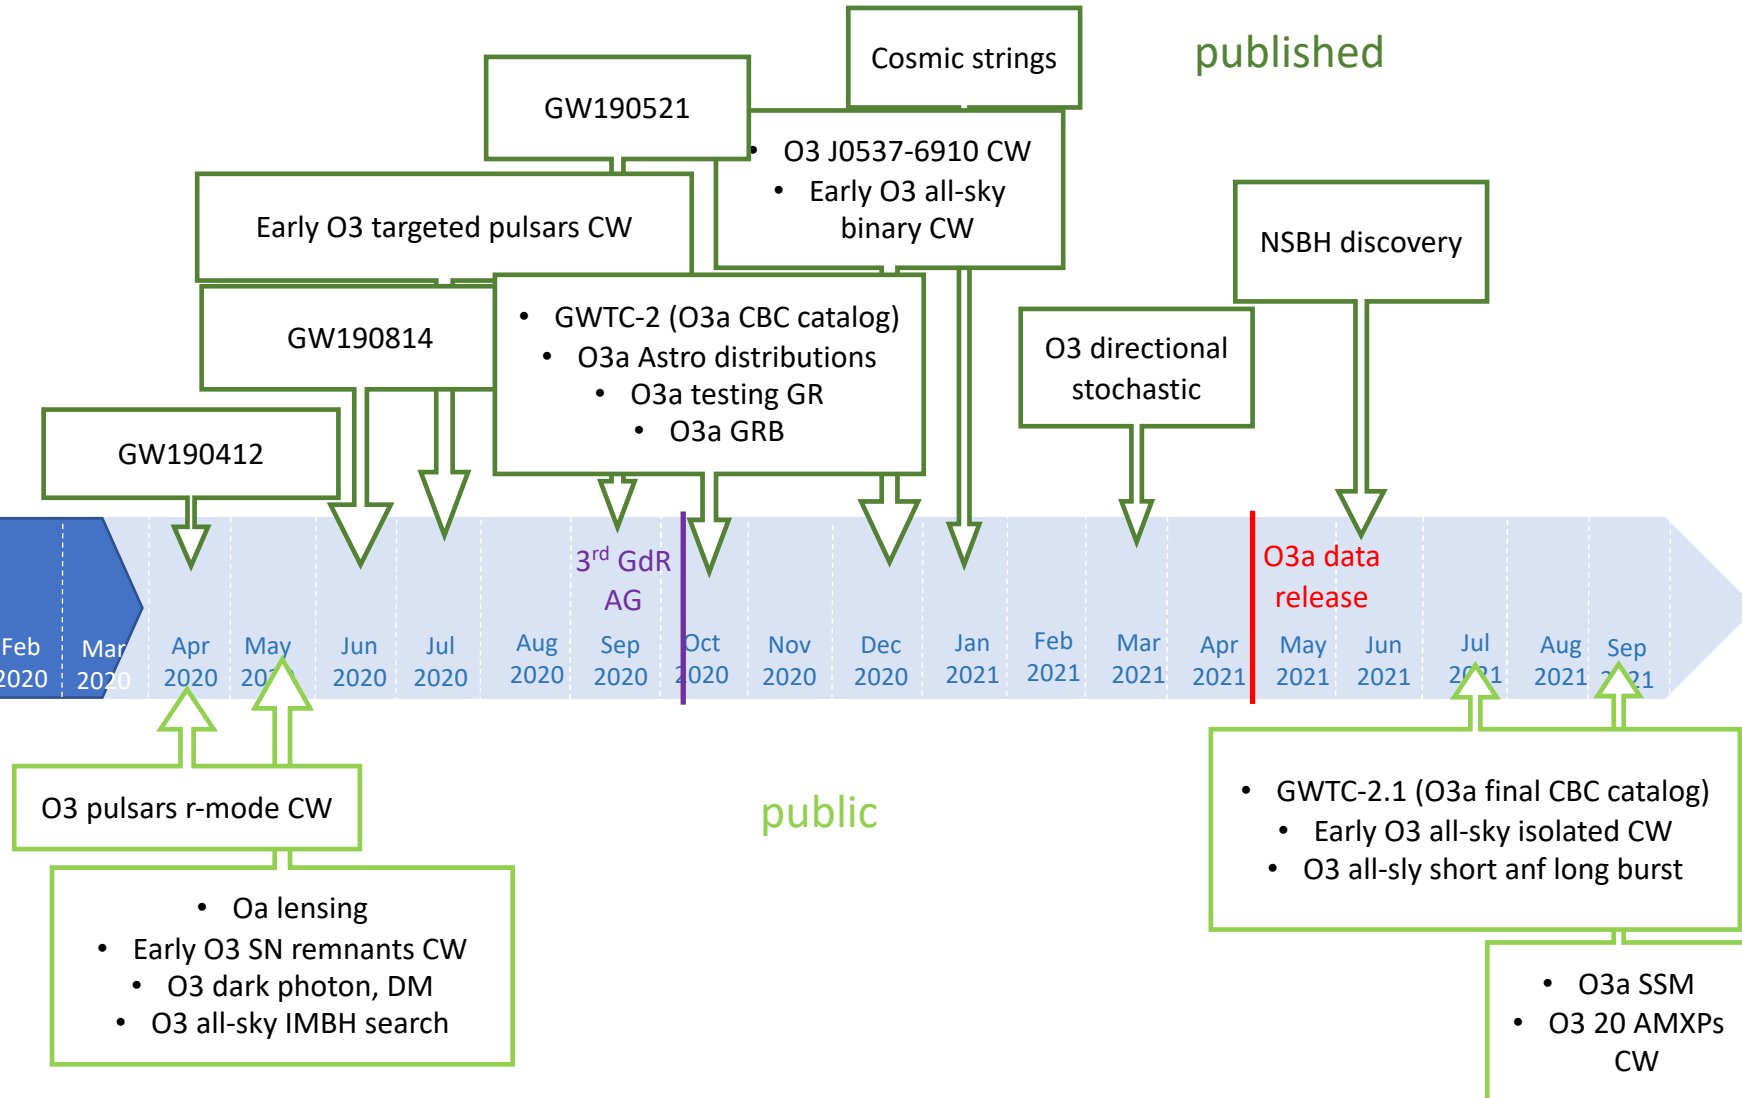 published
Cosmic strings
GW190521
• O3 J0537-6910 CW
• Early O3 all-sky
binary CW
Early O3 targeted pulsars CW
NSBH discovery
GW190814
• GWTC-2 (O3a CBC catalog)
• O3a Astro distributions
• O3a testing GR
• O3a GRB
O3 directional
stochastic
GW190412
3rd GdR
AG
O3a data
release
Feb
2020
Mar
2020
Apr
2020
May
2020
Jun
2020
Jul
2020
Aug
2020
Sep
2020
Oct
2020
Nov
2020
Dec
2020
Jan
2021
Feb
2021
Mar
2021
Apr
2021
May
2021
Jun
2021
Jul
2021
Aug
2021
Sep
2021
O3 pulsars r-mode CW
public
• GWTC-2.1 (O3a final CBC catalog)
• Early O3 all-sky isolated CW
• O3 all-sly short anf long burst
• Oa lensing
• Early O3 SN remnants CW
• O3 dark photon, DM
• O3 all-sky IMBH search
• O3a SSM
• O3 20 AMXPs
CW